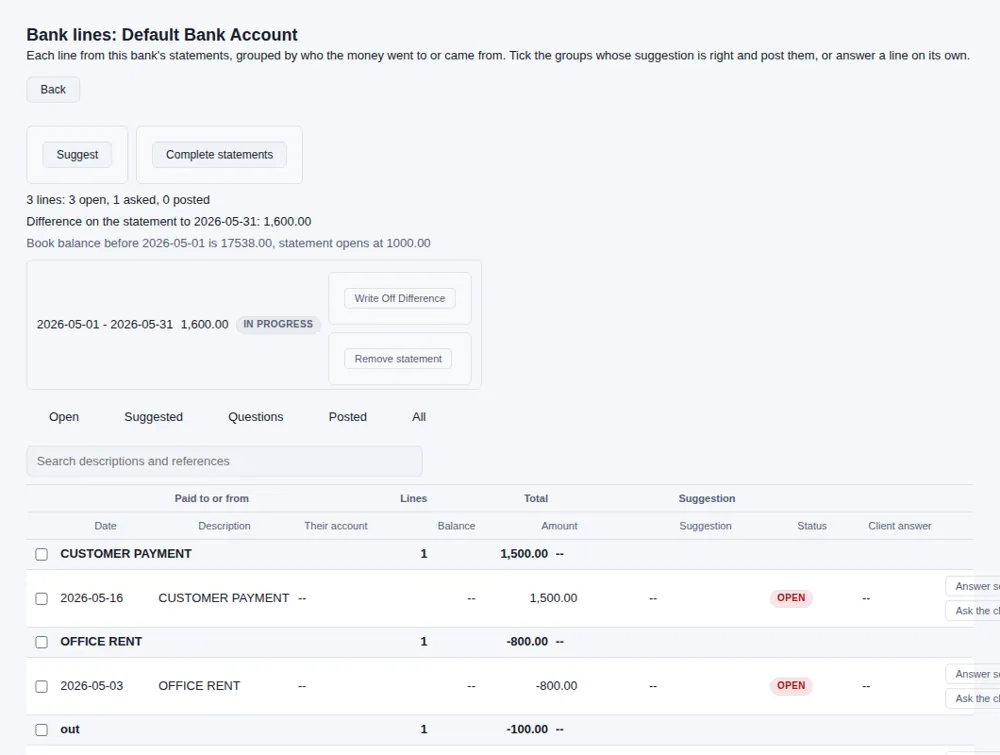 Bank lines: Default Bank Account
Each line from this bank's statements, grouped by who the money went to or came from. Tick the groups whose suggestion is right and post them, or answer a line on its own.
Back
Suggest Complete statements
3 lines: 3 open, 1 asked, 0 posted
Difference on the statement to 2026-05-31: 1,600.00
Book balance before 2026-05-01 is 17538.00, statement opens at 1000.00
Write Off Difference
2026-05-01 - 2026-05-31 1,600.00 IN PROGRESS
Remove statement
Open Suggested Questions Posted All
Search descriptions and references
Paid to or from Lines Total Suggestion
Date Description Their account Balance Amount Suggestion Status Client answer
CUSTOMER PAYMENT 1 1,500.00 --
Answer
2026-05-16 CUSTOMER PAYMENT -- -- 1,500.00 -- OPEN --
Ask the
OFFICE RENT 1 -800.00 --
Answer
2026-05-03 OFFICE RENT -- -- -800.00 -- OPEN --
Ask the
out 1 -100.00 --